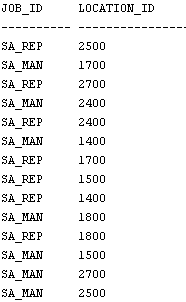 JOB_ID LOCATION_ID
---------- -----------------
SA_REP 2500
SA_MAN 1700
SA_REP 2700
SA_MAN 2400
SA_REP 2400
SA_MAN 1400
SA_REP 1700
SA_REP 1500
SA_REP 1400
SA_MAN 1800
SA_REP 1800
SA_MAN 1500
SA_MAN 2700
SA_MAN 2500